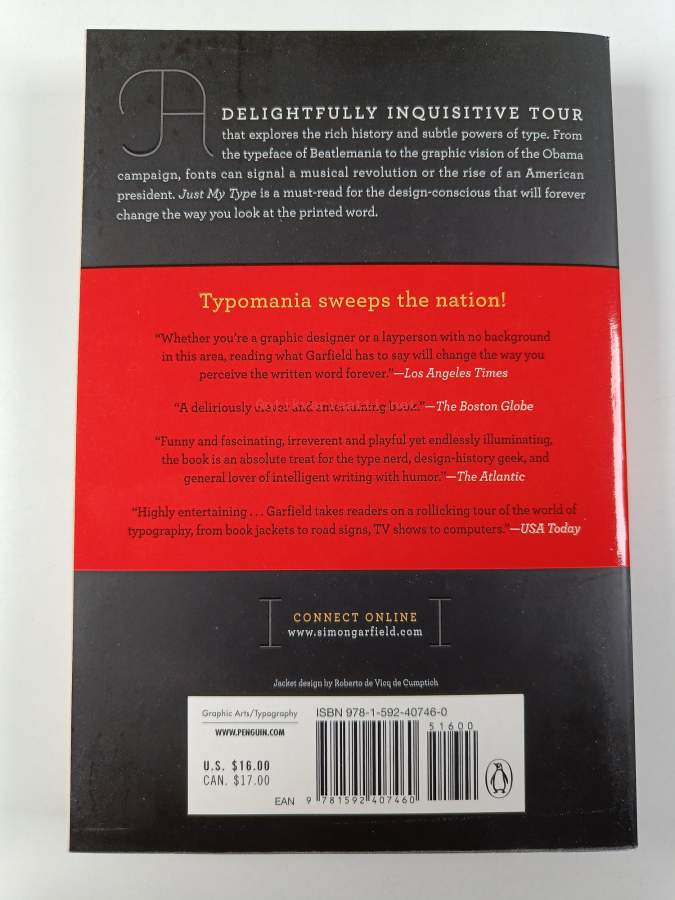 A DELIGHTFULLY INQUISITIVE TOUR
that explores the rich history and subtle powers of type. From
the typeface of Beatlemania to the graphic vision of the Obama
campaign, fonts can signal a musical revolution or the rise of an American
president. Just My Type is a must-read for the design-conscious that will forever
change the way you look at the printed word.
Typomania sweeps the nation!
“Whether you’re a graphic designer or a layperson with no background
in this area, reading what Garfield has to say will change the way you
perceive the written word forever.”—Los Angeles Times
“A deliriously clever and entertaining book.”—The Boston Globe
“Funny and fascinating, irreverent and playful yet endlessly illuminating,
the book is an absolute treat for the type nerd, design-history geek, and
general lover of intelligent writing with humor.”—The Atlantic
“Highly entertaining . . . Garfield takes readers on a rollicking tour of the world of
typography, from book jackets to road signs, TV shows to computers.”—USA Today
CONNECT ONLINE
www.simongarfield.com
Jacket design by Roberto de Vicq de Cumptich
Graphic Arts/Typography
WWW.PENGUIN.COM
U.S. $16.00
CAN. $17.00
ISBN 978-1-592-40746-0
51600
EAN 9 781592 407460